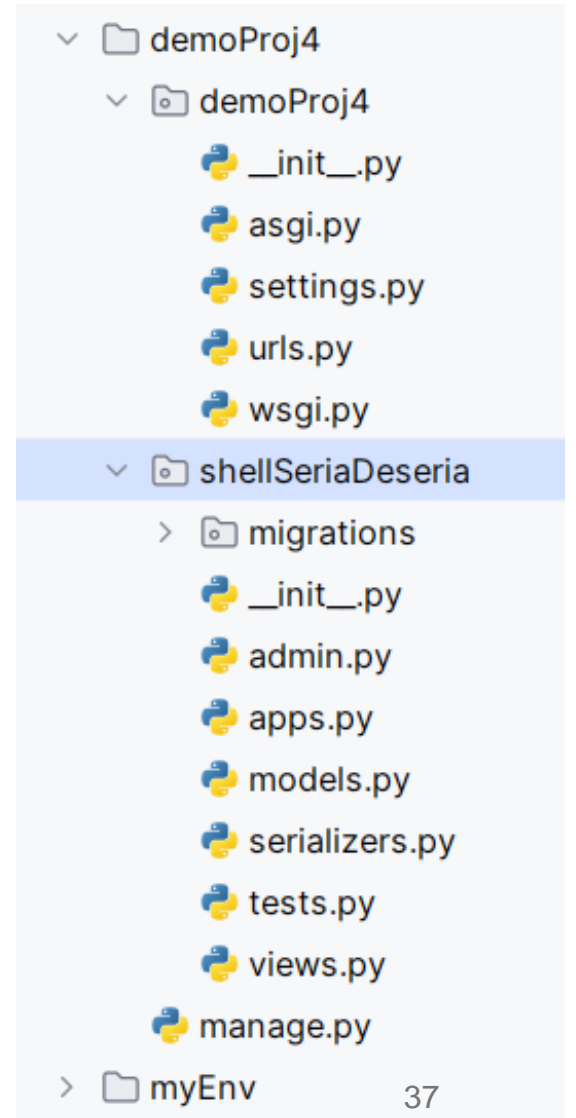 demoProj4
demoProj4
__init__.py
asgi.py
settings.py
urls.py
wsgi.py
shellSeriaDeseria
migrations
__init__.py
admin.py
apps.py
models.py
serializers.py
tests.py
views.py
manage.py
myEnv
37